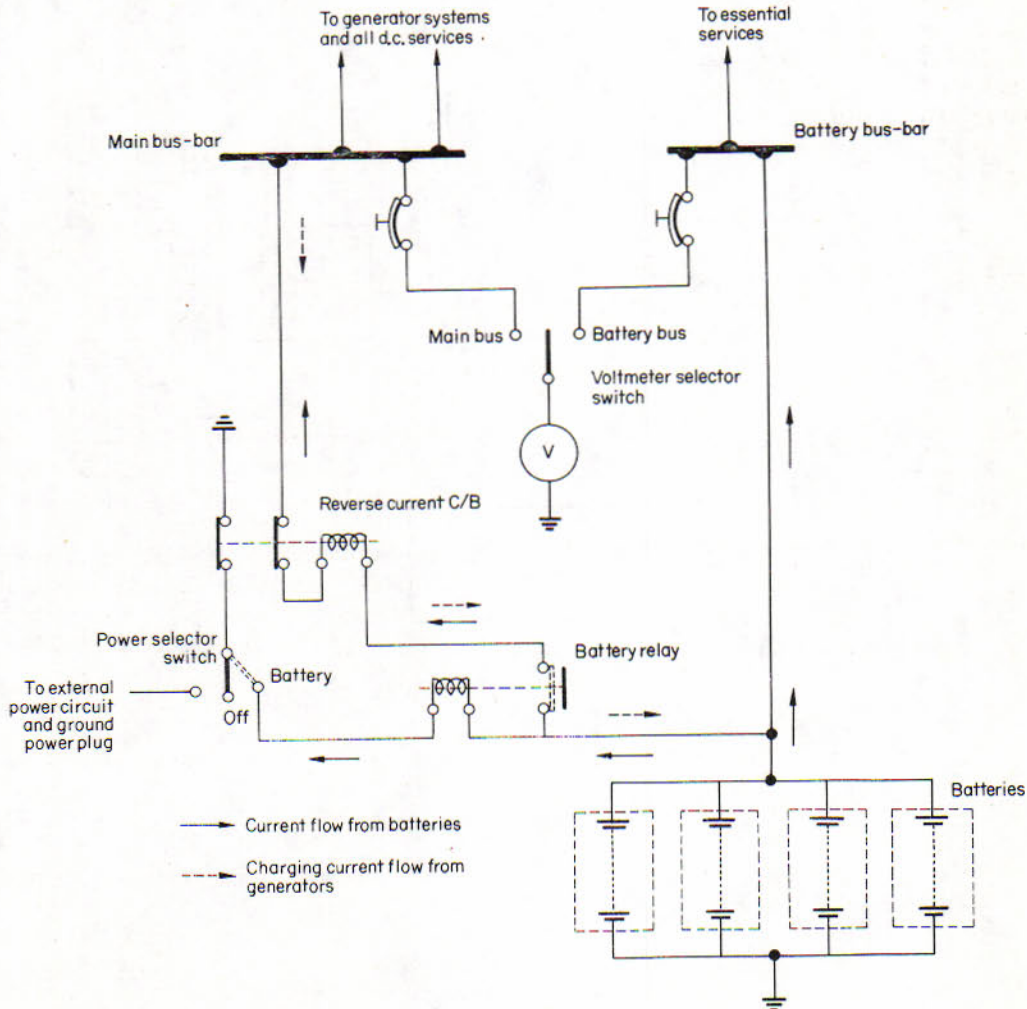 To generator systems
and all d.c. services
To essential
services
Main bus-bar
Battery bus-bar
Main bus
Battery bus
Voltmeter selector
switch
V
Reverse current C/B
Power selector
switch
Battery
Battery relay
To external
power circuit
and ground
power plug
Off
Batteries
Current flow from batteries
Charging current flow from
generators